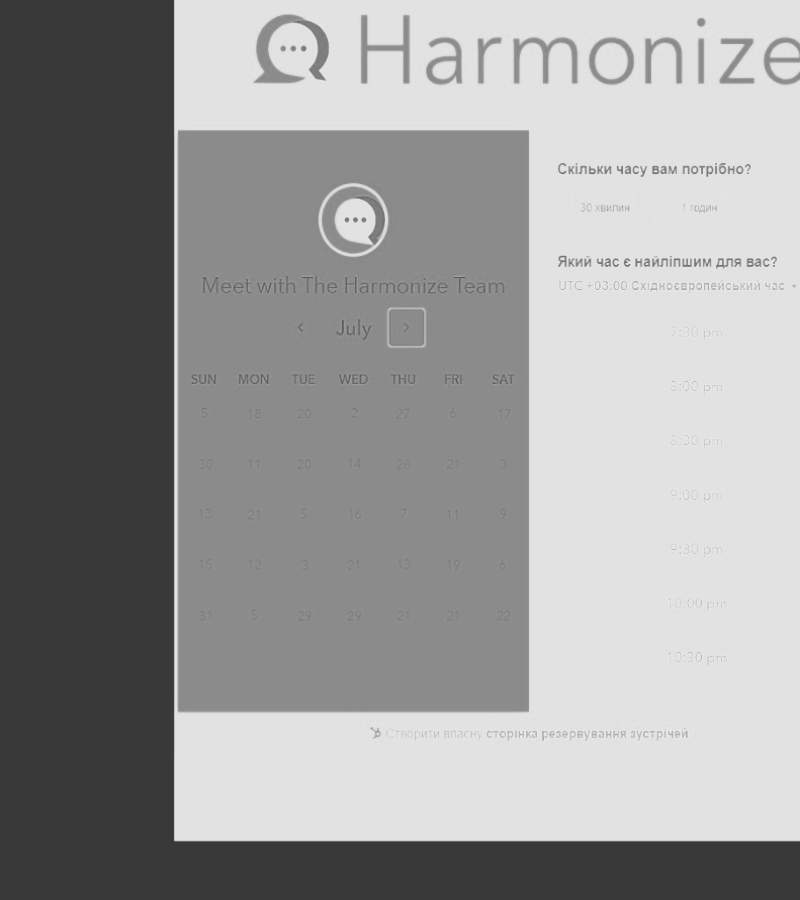 Harmonize
Meet with The Harmonize Team
July
SUN MON TUE WED THU FRI SAT
5 18 20 2 27 6 17
30 11 20 14 28 21 3
13 21 5 16 7 11 9
15 12 3 21 13 19 6
31 5 29 29 21 21 22
Скільки часу вам потрібно?
30 хвилин 1 годин
Який час є найліпшим для вас?
UTC +03:00 Східноєвропейський час
7:30 pm
8:00 pm
8:30 pm
9:00 pm
9:30 pm
10:00 pm
10:30 pm
Створити власну сторінка резервування зустрічей